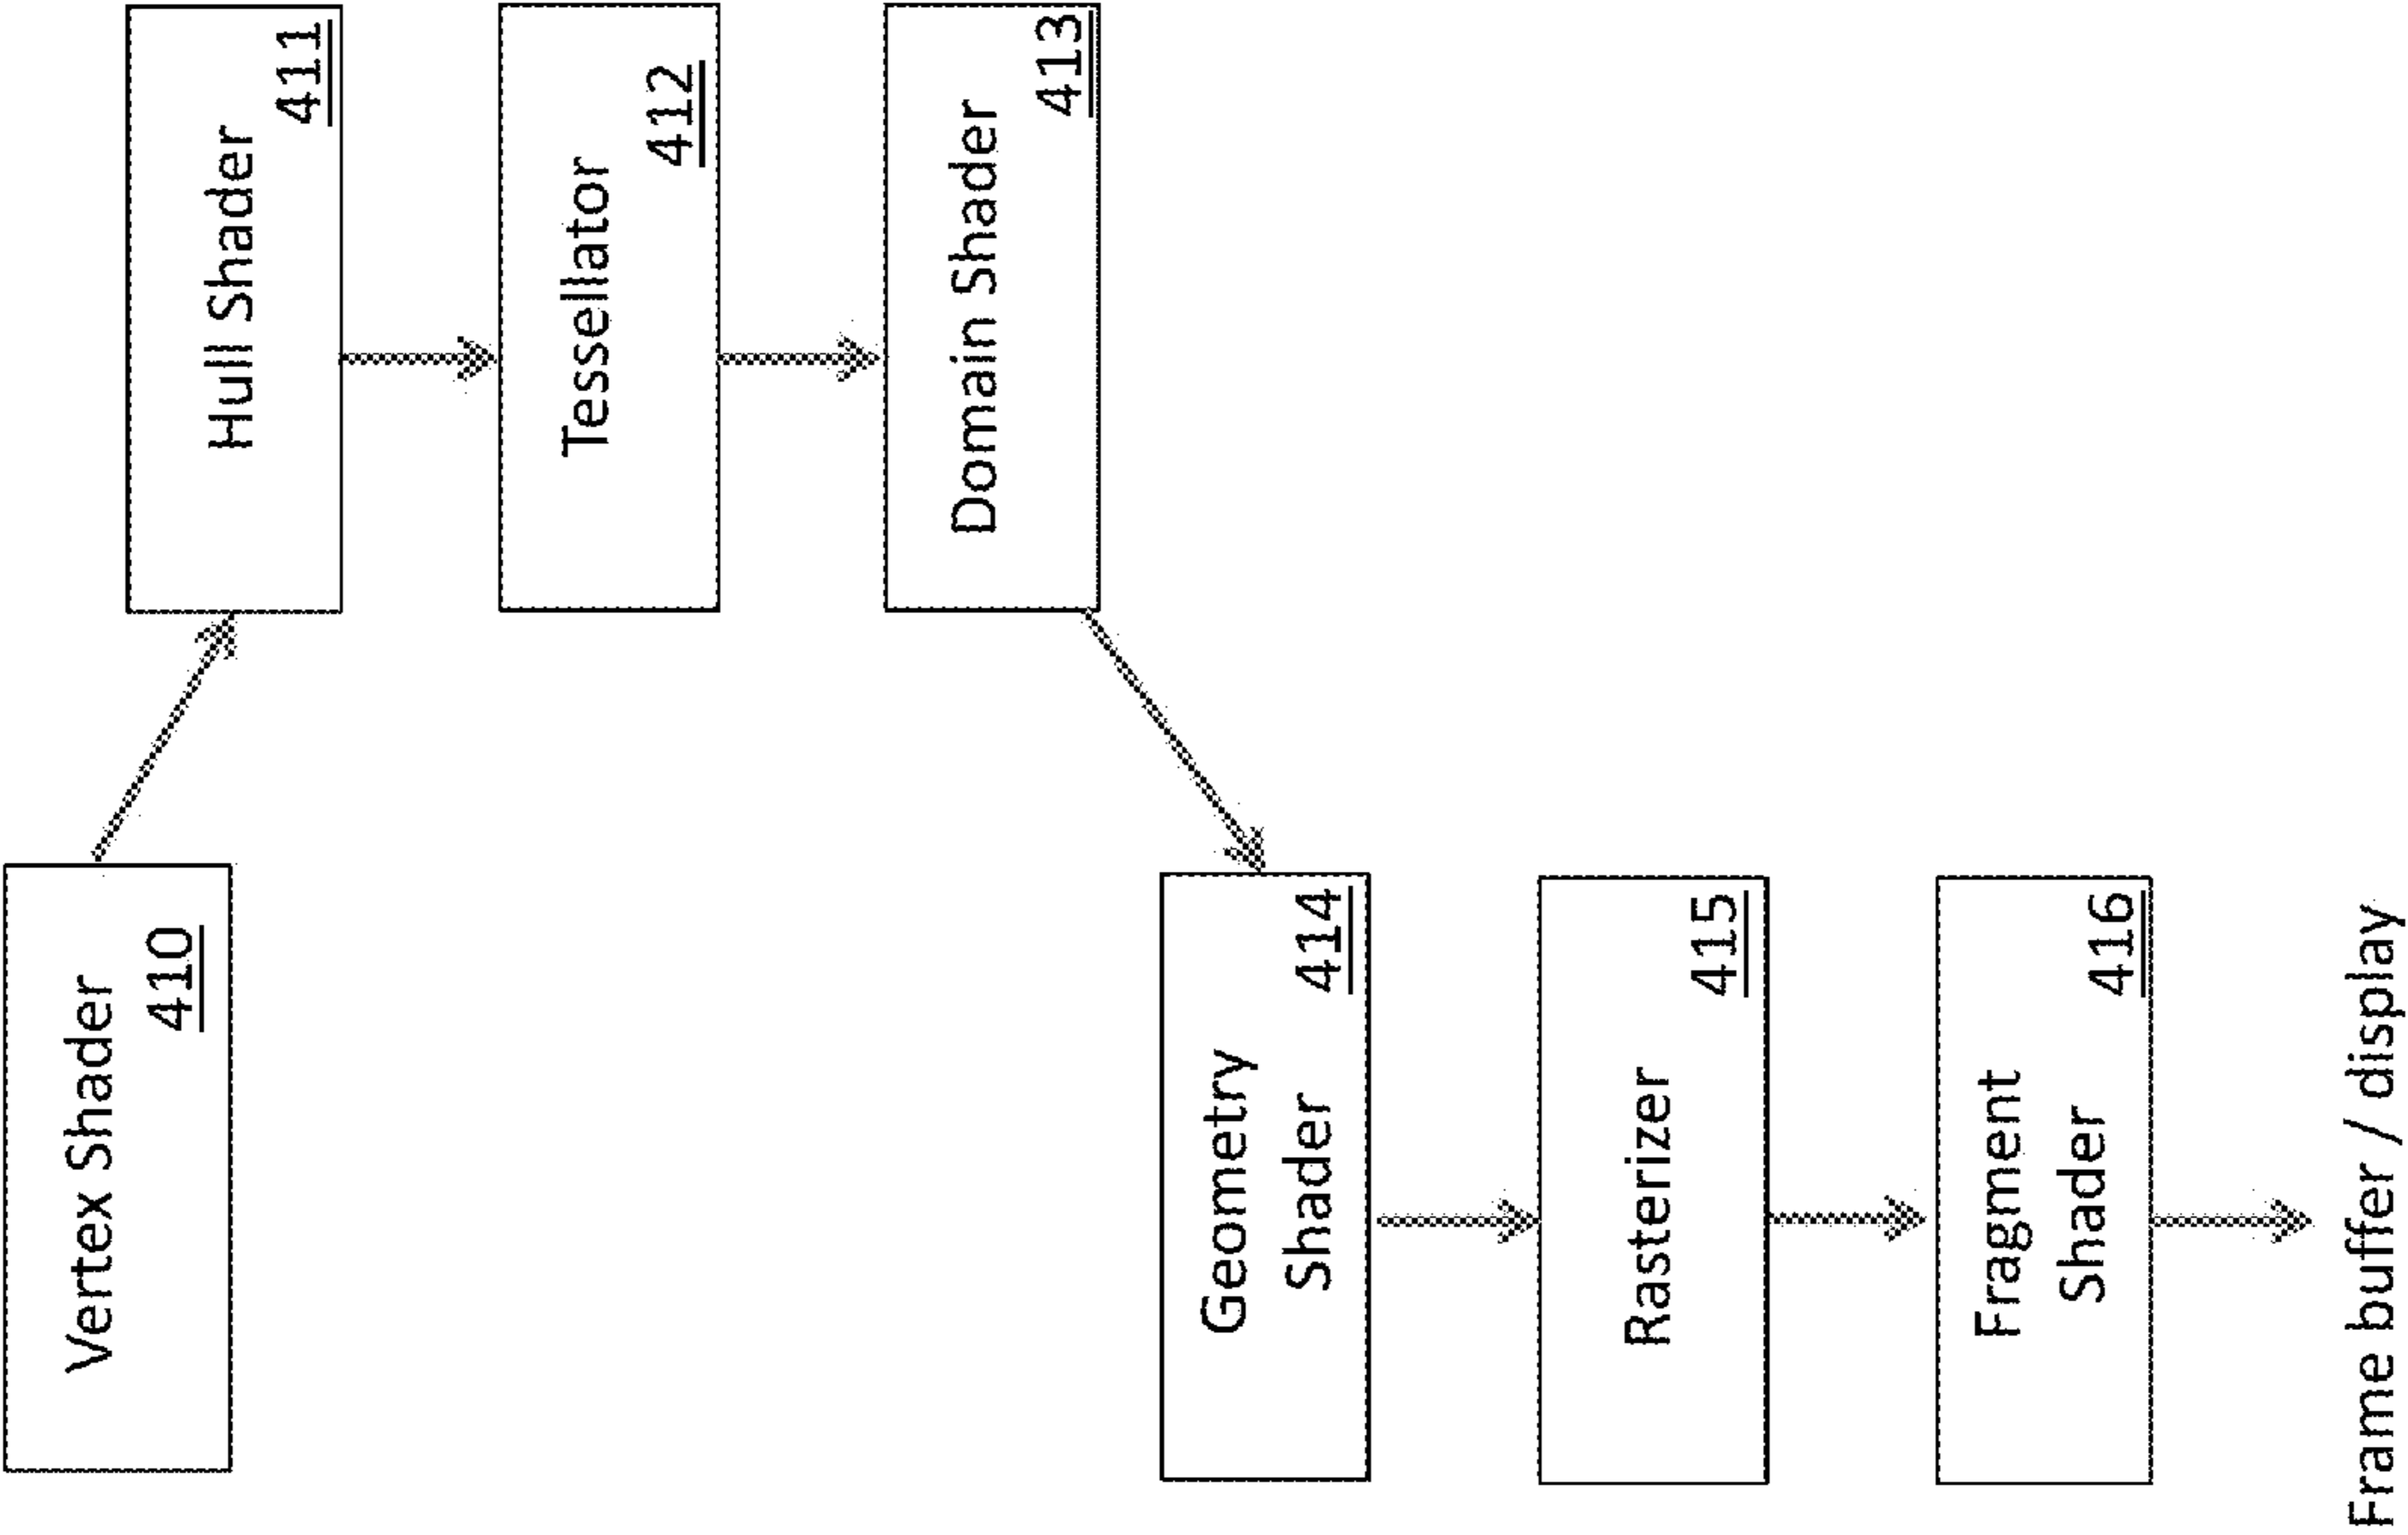 Vertex Shader
410
Hull Shader
411
Tessellator
412
Domain Shader
413
Geometry
Shader
414
Rasterizer
415
Fragment
Shader
416
Frame buffer / display